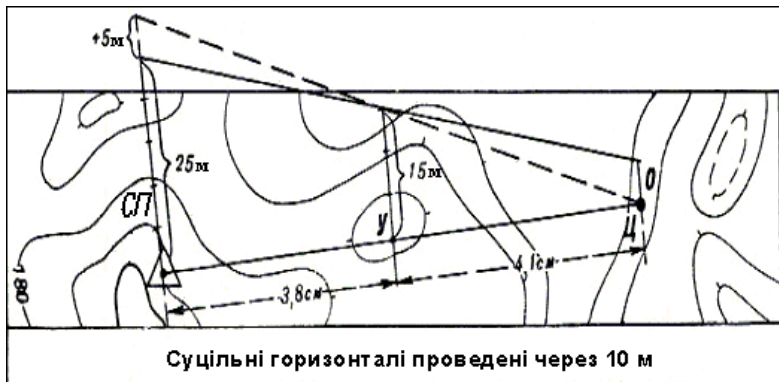 +5м
25м
15м
СП
У
О
Ц
4,1см
3,8см
180
Суцільні горизонталі проведені через 10 м